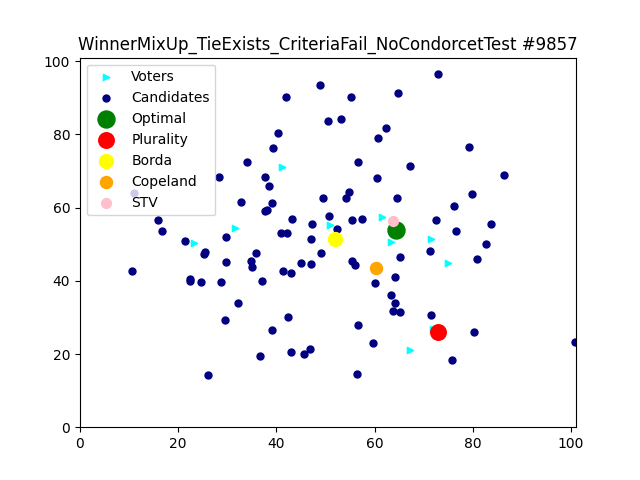 WinnerMixUp_TieExists_CriteriaFail_NoCondorcetTest #9857
100
80
60
40
20
0
Voters
Candidates
Optimal
Plurality
Borda
Copeland
STV
0 20 40 60 80 100